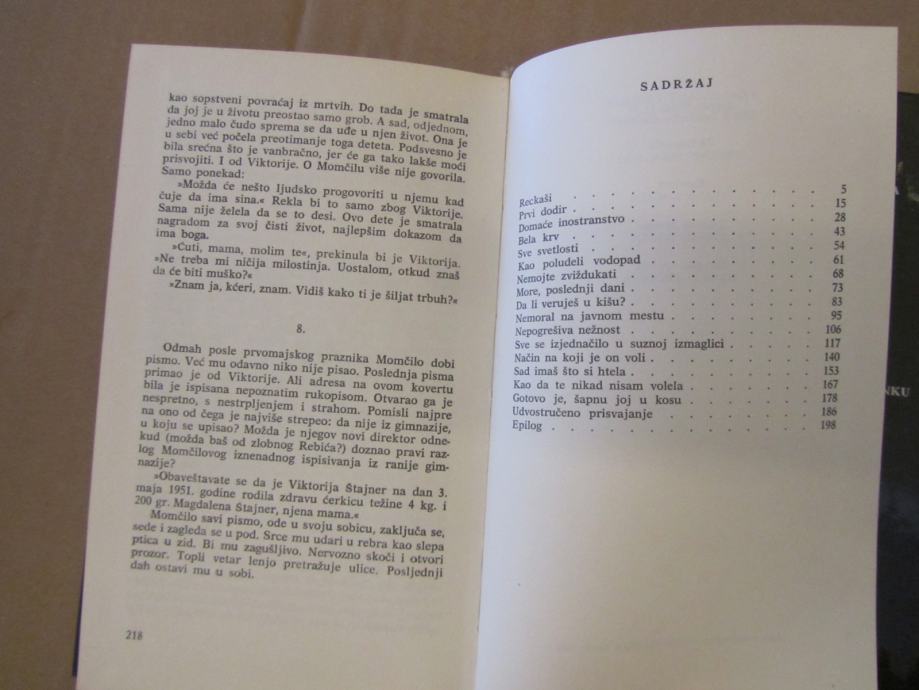 kao sopstveni povraćaj iz mrtvih. Do tada je smatrala
da joj je u životu preostao samo grob. A sad, odjednom,
jedno malo čudo sprema se da uđe u njen život. Ona je
u sebi već počela preotimanje toga deteta. Podsvesno je
bila srećna što je vanbračno, jer će ga tako lakše moći
prisvojiti. I od Viktorije. O Momčilu više nije govorila.
Samo ponekad:
»Možda će nešto ljudsko progovoriti u njemu kad
čuje da ima sina.« Rekla bi to samo zbog Viktorije.
Sama nije želela da se to desi. Ovo dete je smatrala
nagradom za svoj čisti život, najlepšim dokazom da
ima boga.
»Ćuti, mama, molim te«, prekinula bi je Viktorija.
»Ne treba mi ničija milostinja. Uostalom, otkud znaš
da će biti muško?«
»Znam ja, kćeri, znam. Vidiš kako ti je šiljat trbuh?«
8.
Odmah posle prvomajskog praznika Momčilo dobi
pismo. Već mu odavno niko nije pisao. Poslednja pisma
primao je od Viktorije. Ali adresa na ovom kovertu
bila je ispisana nepoznatim rukopisom. Otvarao ga je
nespretno, s nestrpljenjem i strahom. Pomisli najpre
na ono od čega je najviše strepeo: da nije iz gimnazije,
u koju se upisao? Možda je njegov novi direktor odne-
kud (možda baš od zlobnog Rebića?) doznao pravi raz-
log Momčilovog iznenadnog ispisivanja iz ranije gim-
nazije?
»Obaveštavate se da je Viktorija Štajner na dan 3.
maja 1951. godine rodila zdravu ćerkicu težine 4 kg. i
200 gr. Magdalena Štajner, njena mama.«
Momčilo savi pismo, ode u svoju sobicu, zaključa se,
sede i zagleda se u pod. Srce mu udari u rebra kao slepa
ptica u zid. Bi mu zagušljivo. Nervozno skoči i otvori
prozor. Topli vetar lenjo pretražuje ulice. Posljednji
dah ostavi mu u sobi.
218
SADRŽAJ
Reckaši . . . . . . . . . . 5
Prvi dodir . . . . . . . . . . 15
Domaće inostranstvo . . . . . . . . 28
Bela krv . . . . . . . . . . 43
Sve svetlosti . . . . . . . . . . 54
Kao poludeli vodopad . . . . . . . . 61
Nemojte zviždukati . . . . . . . . 68
More, poslednji dani . . . . . . . . 73
Da li veruješ u kišu? . . . . . . . . 83
Nemoral na javnom mestu . . . . . . . 95
Nepogrešiva nežnost . . . . . . . . 106
Sve se izjednačilo u suznoj izmaglici . . . . . 117
Način na koji je on voli . . . . . . . . 140
Sad imaš što si htela . . . . . . . . 153
Kao da te nikad nisam volela . . . . . . . 167
Gotovo je, šapnu joj u kosu . . . . . . . 178
Udvostručeno prisvajanje . . . . . . . 186
Epilog . . . . . . . . . . . 198